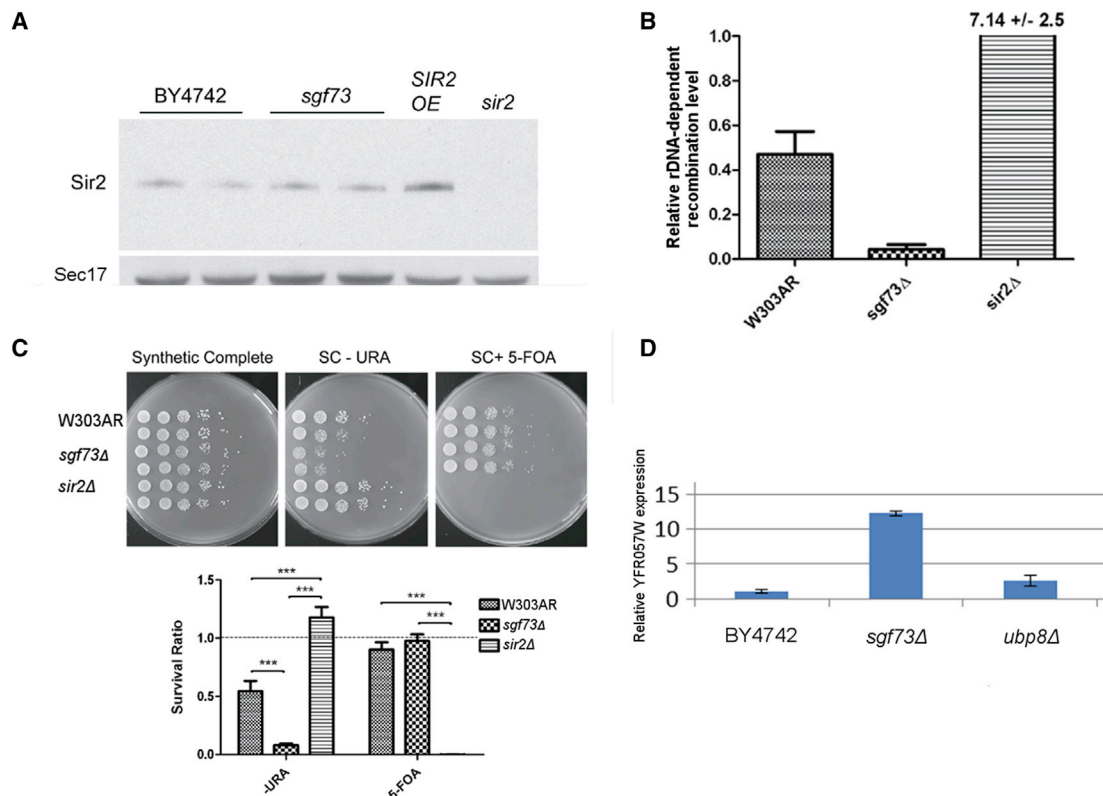 A
BY4742 sgf73 SIR2 OE sir2
Sir2
Sec17
B
7.14 +/- 2.5
Relative rDNA-dependent recombination level
1.0
0.8
0.6
0.4
0.2
0.0
W303AR sgf73Δ sir2Δ
C
Synthetic Complete SC - URA SC+ 5-FOA
W303AR
sgf73Δ
sir2Δ
Survival Ratio
1.5
1.0
0.5
0.0
*** *** *** *** ***
W303AR
sgf73Δ
sir2Δ
-URA 5-FOA
D
Relative YFR057W expression
15
10
5
0
BY4742 sgf73Δ ubp8Δ